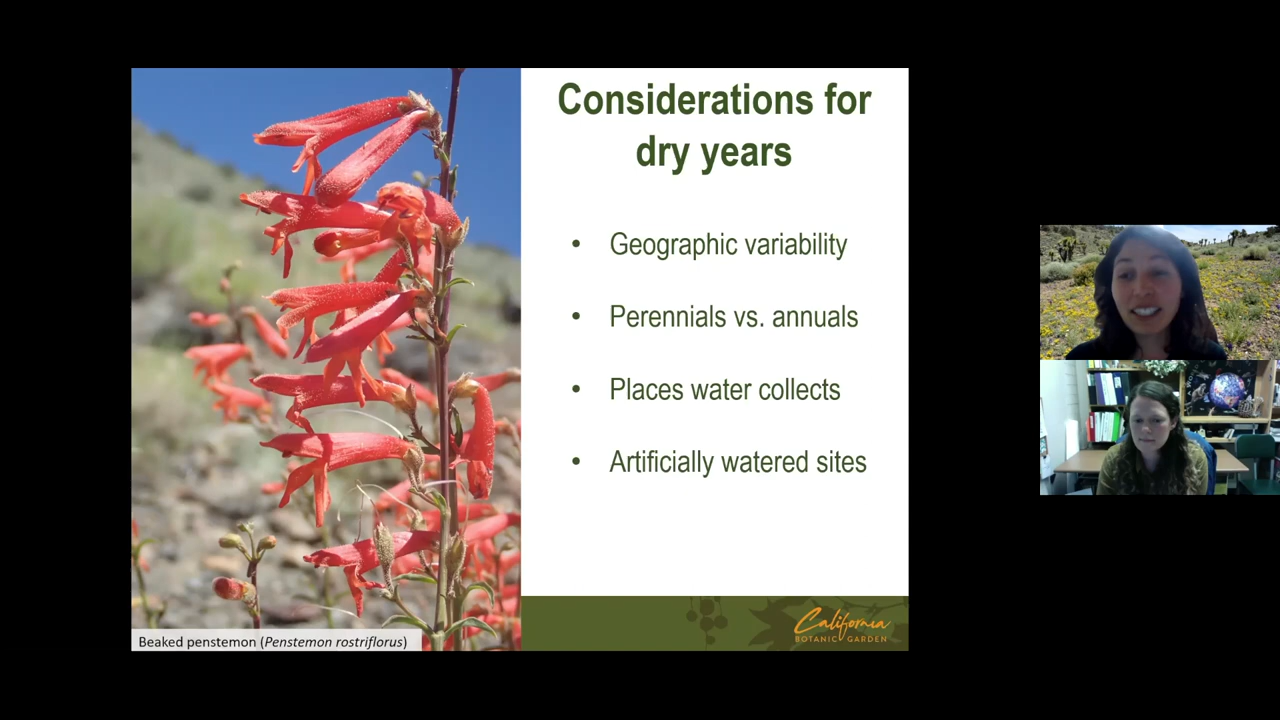 Considerations for
dry years
• Geographic variability
• Perennials vs. annuals
• Places water collects
• Artificially watered sites
California
BOTANIC GARDEN
Beaked penstemon (Penstemon rostriflorus)